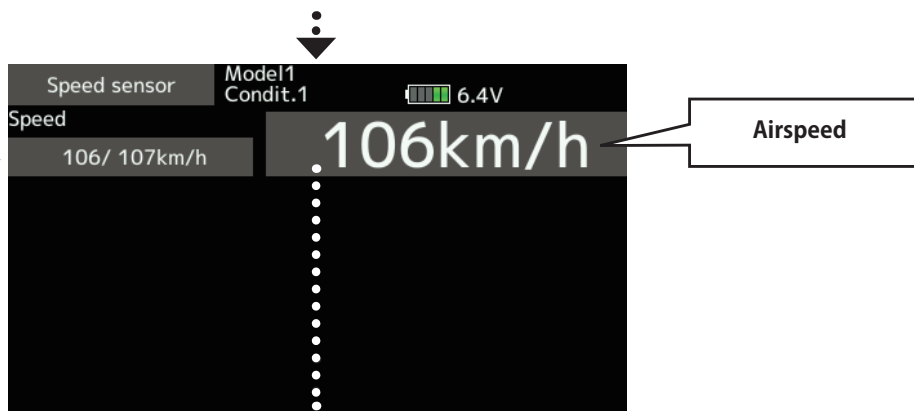 Speed sensor
Model1
Condit.1
6.4V
Speed
106/ 107km/h
106km/h
Airspeed